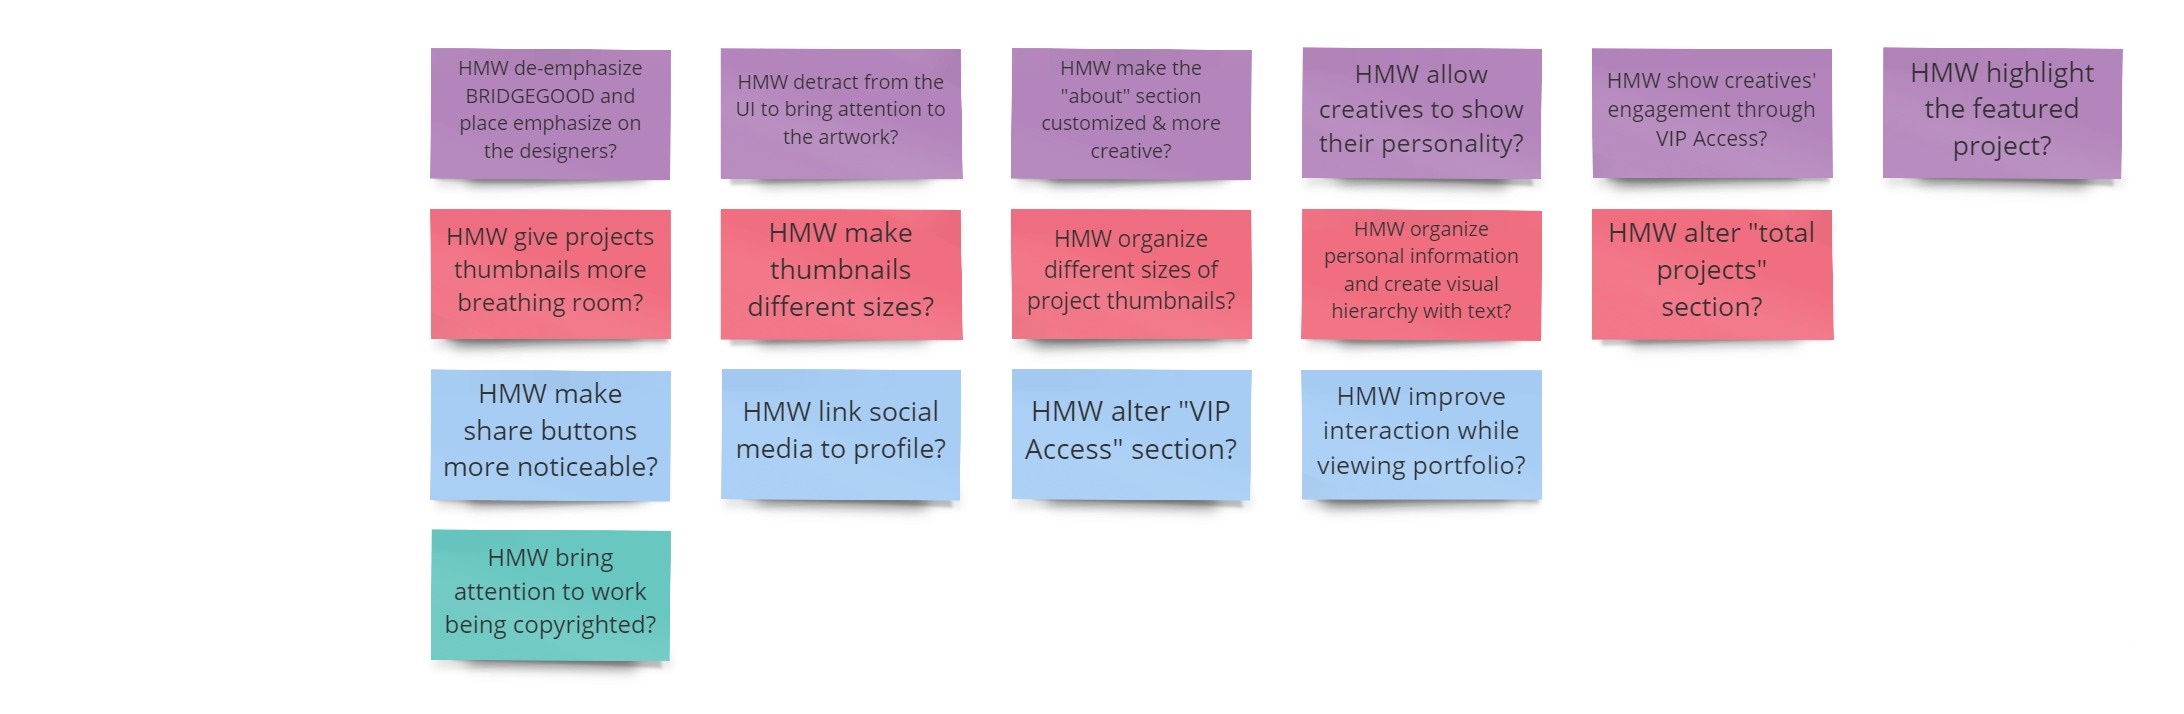 HMW de-emphasize
BRIDGEGOOD and
place emphasize on
the designers?
HMW detract from the
UI to bring attention to
the artwork?
HMW make the
"about" section
customized & more
creative?
HMW allow
creatives to show
their personality?
HMW show creatives'
engagement through
VIP Access?
HMW highlight
the featured
project?
HMW give projects
thumbnails more
breathing room?
HMW make
thumbnails
different sizes?
HMW organize
different sizes of
project thumbnails?
HMW organize
personal information
and create visual
hierarchy with text?
HMW alter "total
projects"
section?
HMW make
share buttons
more noticeable?
HMW link social
media to profile?
HMW alter "VIP
Access" section?
HMW improve
interaction while
viewing portfolio?
HMW bring
attention to work
being copyrighted?